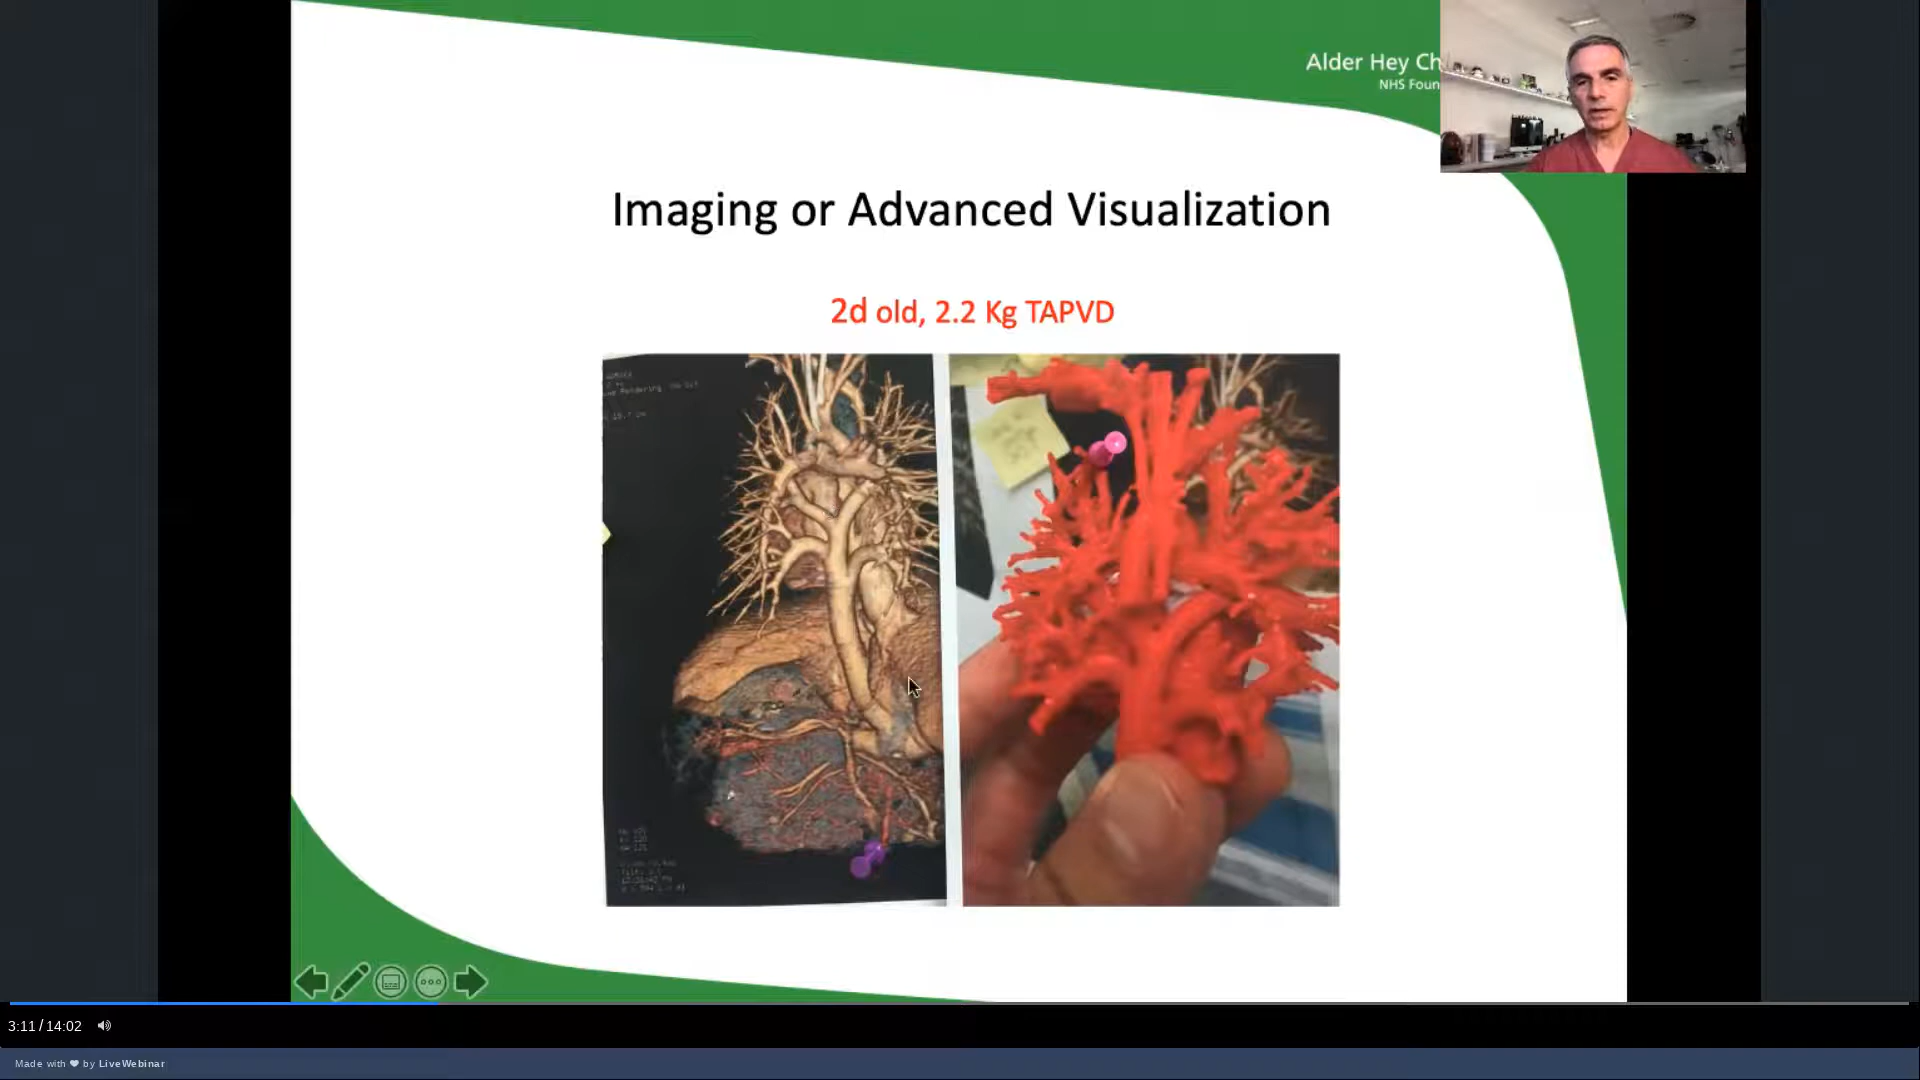 Alder Hey Ch
NHS Foun
Imaging or Advanced Visualization
2d old, 2.2 Kg TAPVD
3:11 / 14:02
Made with ❤ by LiveWebinar